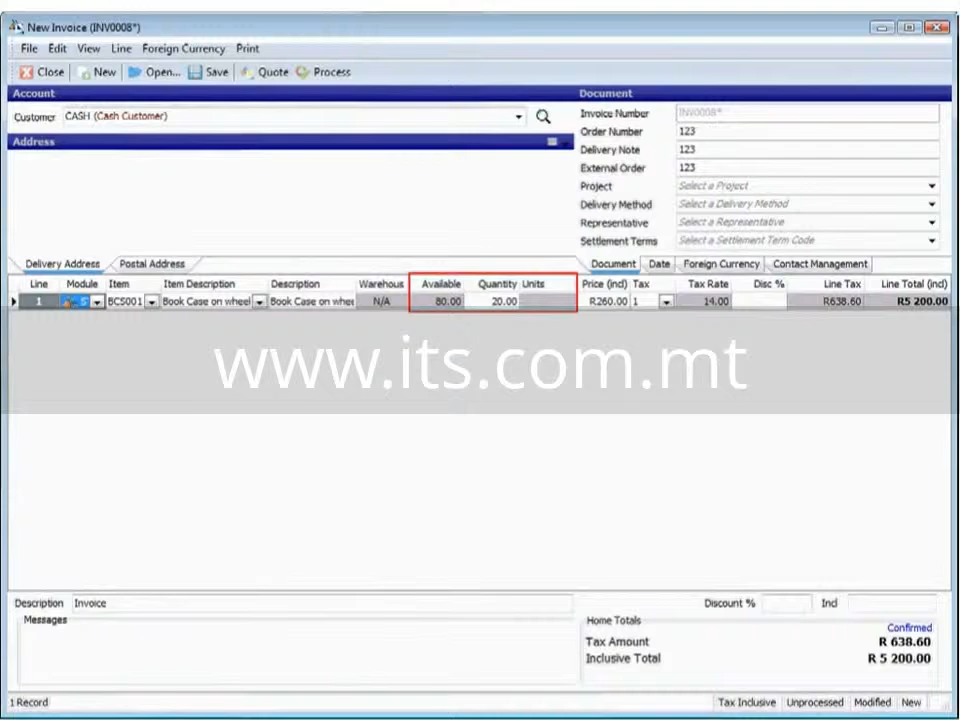 New Invoice (INV0008*)
File Edit View Line Foreign Currency Print
Close New Open... Save Quote Process
Account Document
Customer CASH (Cash Customer)
Address
Invoice Number INV0008*
Order Number 123
Delivery Note 123
External Order 123
Project Select a Project
Delivery Method Select a Delivery Method
Representative Select a Representative
Settlement Terms Select a Settlement Term Code
Delivery Address Postal Address Document Date Foreign Currency Contact Management
Line Module Item Item Description Description Warehous Available Quantity Units Price (incl) Tax Tax Rate Disc % Line Tax Line Total (incl)
1 S BCS001 Book Case on wheel Book Case on whee N/A 80.00 20.00 R260.00 1 14.00 R638.60 R5 200.00
www.its.com.mt
Description Invoice Discount % Incl
Messages Home Totals
Confirmed
Tax Amount R 638.60
Inclusive Total R 5 200.00
1 Record Tax Inclusive Unprocessed Modified New